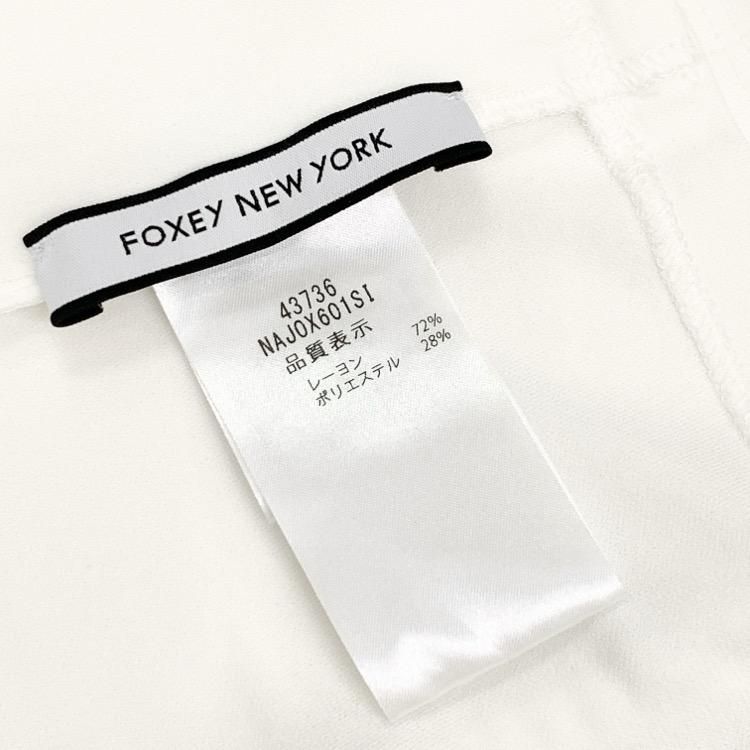 FOXEY NEW YORK
43736
NAJOX601SI
品質表示
レーヨン 72%
ポリエステル 28%